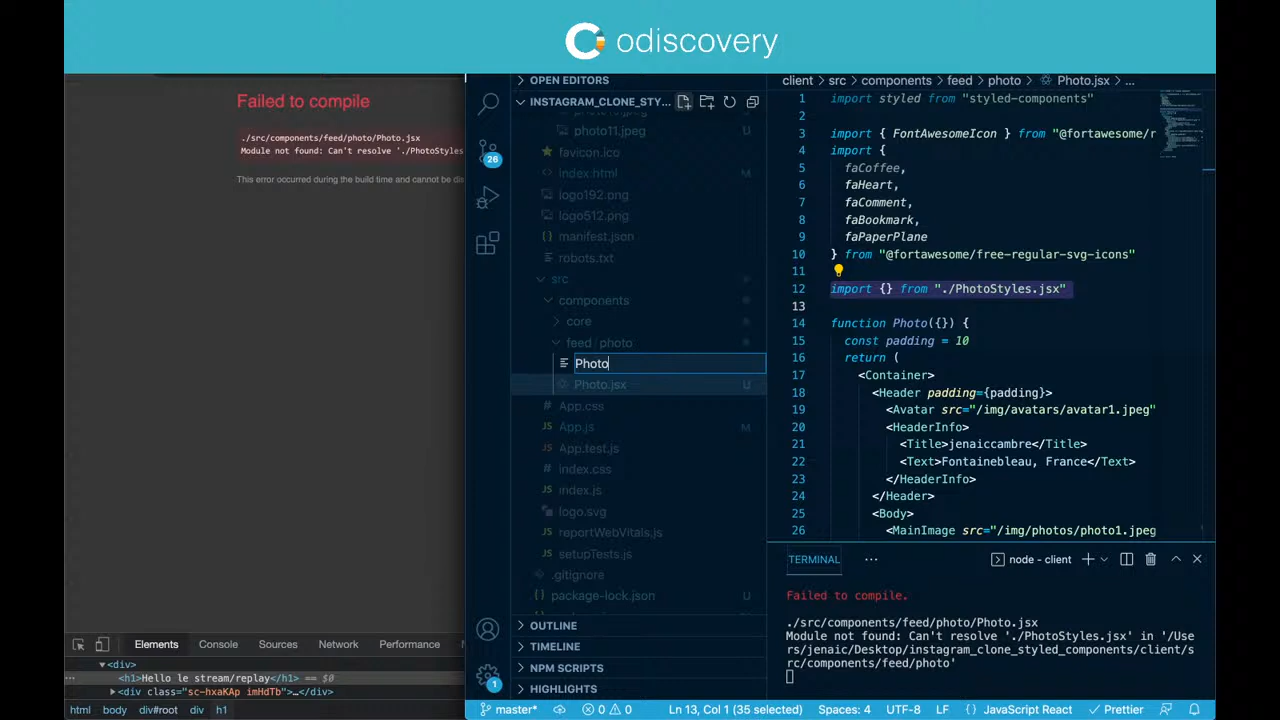 odiscovery
Failed to compile
./src/components/feed/photo/Photo.jsx
Module not found: Can't resolve './PhotoStyles
This error occurred during the build time and cannot be dis
Elements
Console
Sources
Network
Performance
<div>
<h1>Hello le stream/replay</h1> == $0
<div class="sc-hxaKAp imHdTb">…</div>
html body div#root div h1
26
1
OPEN EDITORS
INSTAGRAM_CLONE_STY...
photo11.jpeg U
favicon.ico
index.html M
logo192.png
logo512.png
manifest.json
robots.txt
src
components
core
feed photo
Photo
Photo.jsx U
App.css
App.js M
App.test.js
index.css
index.js
logo.svg
reportWebVitals.js
setupTests.js
.gitignore
package-lock.json U
OUTLINE
TIMELINE
NPM SCRIPTS
HIGHLIGHTS
client > src > components > feed > photo > Photo.jsx > ...
1 import styled from "styled-components"
2
3 import { FontAwesomeIcon } from "@fortawesome/r
4 import {
5 faCoffee,
6 faHeart,
7 faComment,
8 faBookmark,
9 faPaperPlane
10 } from "@fortawesome/free-regular-svg-icons"
11
12 import {} from "./PhotoStyles.jsx"
13
14 function Photo({}) {
15 const padding = 10
16 return (
17 <Container>
18 <Header padding={padding}>
19 <Avatar src="/img/avatars/avatar1.jpeg"
20 <HeaderInfo>
21 <Title>jenaiccambre</Title>
22 <Text>Fontainebleau, France</Text>
23 </HeaderInfo>
24 </Header>
25 <Body>
26 <MainImage src="/img/photos/photo1.jpeg
TERMINAL ... node - client
Failed to compile.
./src/components/feed/photo/Photo.jsx
Module not found: Can't resolve './PhotoStyles.jsx' in '/Use
rs/jenaic/Desktop/instagram_clone_styled_components/client/s
rc/components/feed/photo'
master* 0 0 Ln 13, Col 1 (35 selected) Spaces: 4 UTF-8 LF {} JavaScript React Prettier